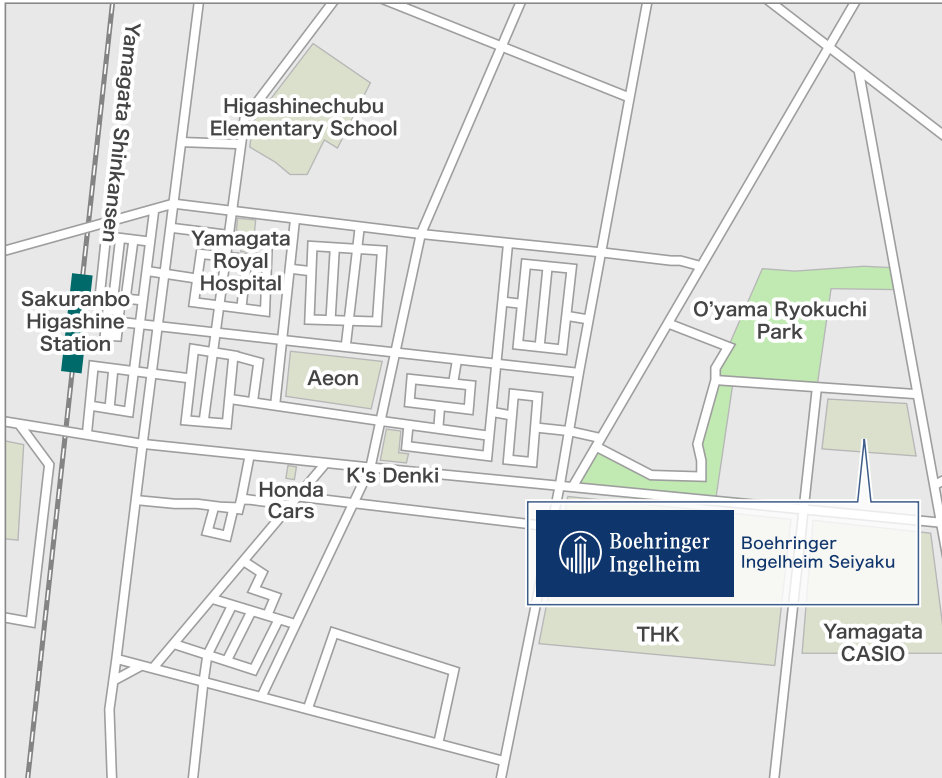 Yamagata Shinkansen
Higashinechubu
Elementary School
Yamagata
Royal
Hospital
Sakuranbo
Higashine
Station
O'yama Ryokuchi
Park
Aeon
K's Denki
Honda
Cars
Boehringer
Ingelheim
Boehringer
Ingelheim Seiyaku
THK
Yamagata
CASIO